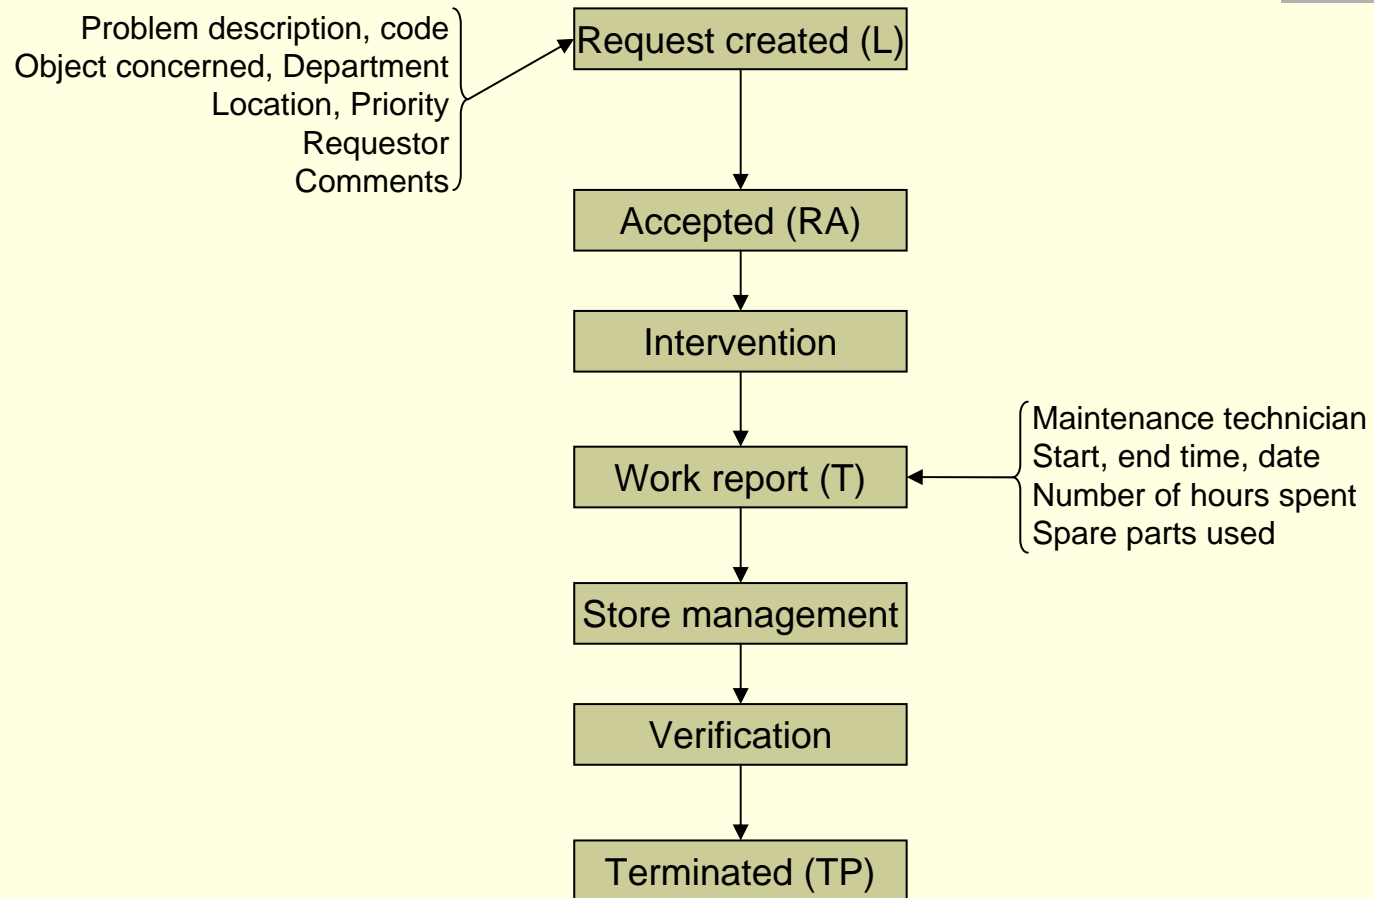 Problem description, code
Object concerned, Department
Location, Priority
Requestor
Comments
Request created (L)
Accepted (RA)
Intervention
Work report (T)
Maintenance technician
Start, end time, date
Number of hours spent
Spare parts used
Store management
Verification
Terminated (TP)